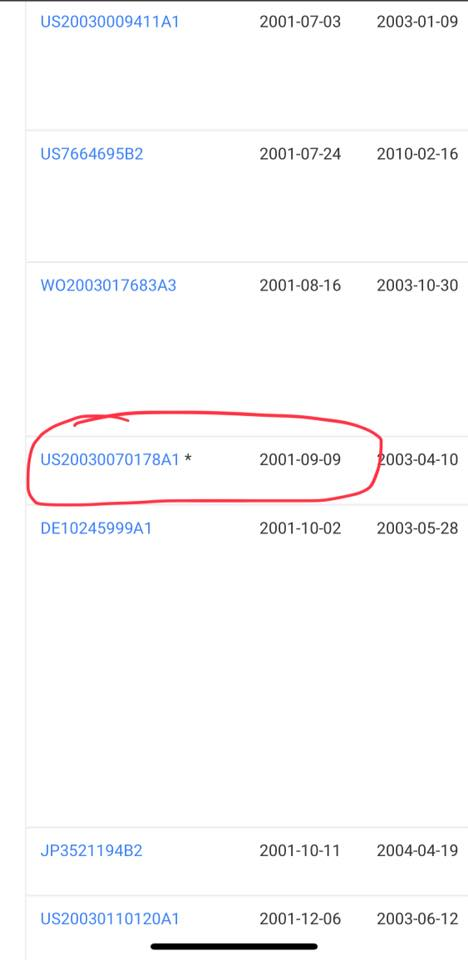 US20030009411A1 2001-07-03 2003-01-09
US7664695B2 2001-07-24 2010-02-16
WO2003017683A3 2001-08-16 2003-10-30
US20030070178A1 * 2001-09-09 2003-04-10
DE10245999A1 2001-10-02 2003-05-28
JP3521194B2 2001-10-11 2004-04-19
US20030110120A1 2001-12-06 2003-06-12